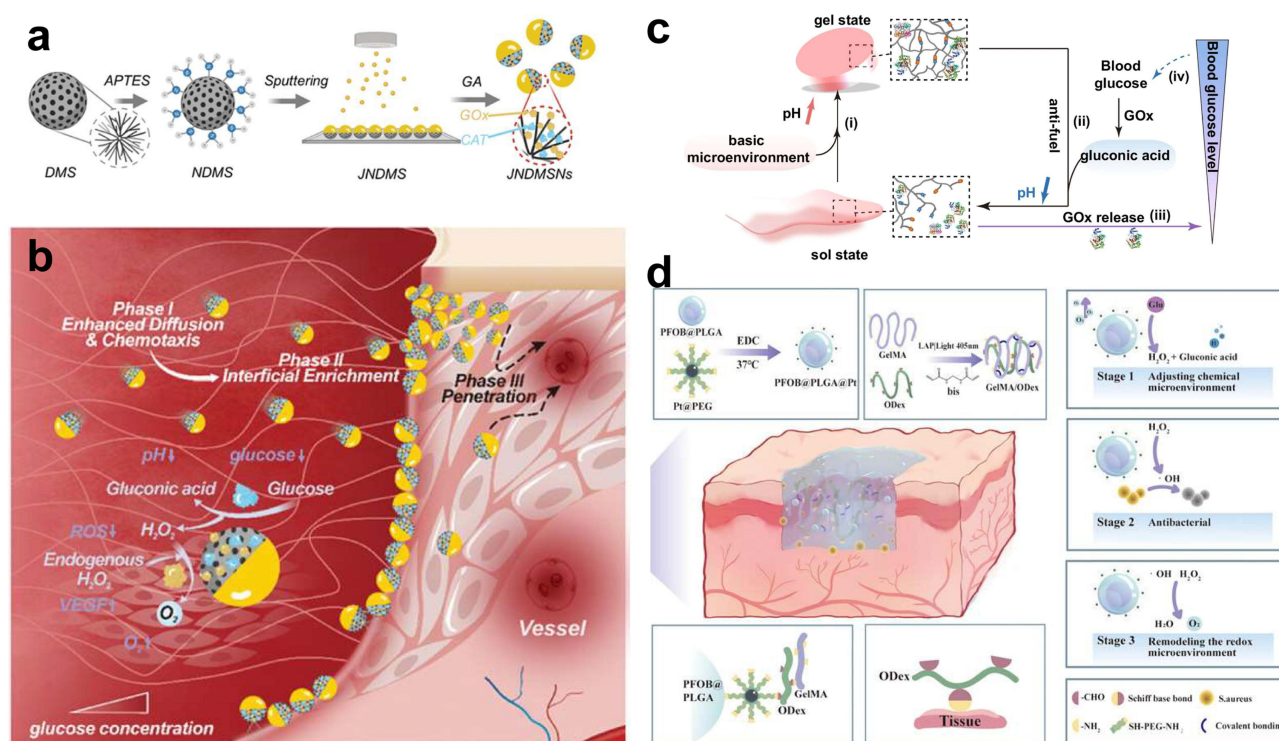 a
APTES
Sputtering
GA
GOx
CAT
DMS
NDMS
JNDMS
JNDMSNs
b
Phase I
Enhanced Diffusion
& Chemotaxis
Phase II
Interficial Enrichment
Phase III
Penetration
pH↓
glucose↓
Gluconic acid
Glucose
H₂O₂
ROS↓
Endogenous
H₂O₂
VEGF↑
O₂
O₂↑
Vessel
glucose concentration
c
gel state
pH
(i)
basic
microenvironment
sol state
anti-fuel
(ii)
Blood
glucose
(iv)
GOx
gluconic acid
pH
GOx release (iii)
Blood glucose level
d
PFOB@PLGA
EDC
37℃
Pt@PEG
PFOB@PLGA@Pt
GelMA
LAP|Light 405nm
bis
ODex
GelMA/ODex
O₂
O₂
Glu
H₂O₂ + Gluconic acid
Stage 1
Adjusting chemical
microenvironment
H₂O₂
· OH
Stage 2
Antibacterial
· OH H₂O₂
H₂O
O₂
Stage 3
Remodeling the redox
microenvironment
PFOB@
PLGA
GelMA
ODex
ODex
Tissue
-CHO
Schiff base bond
S.aureus
-NH₂
SH-PEG-NH₂
Covalent bonding